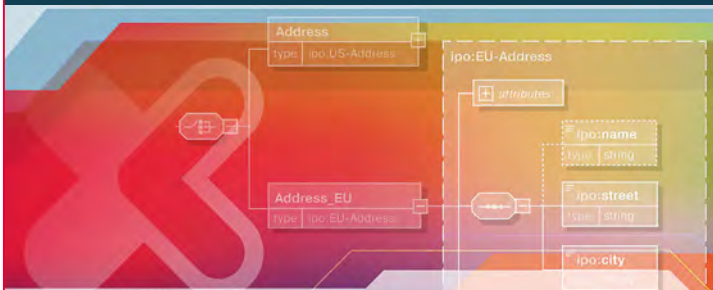 Address
type ipo:US-Address
ipo:EU-Address
attributes
ipo:name
type string
Address_EU
type ipo:EU-Address
ipo:street
type string
ipo:city